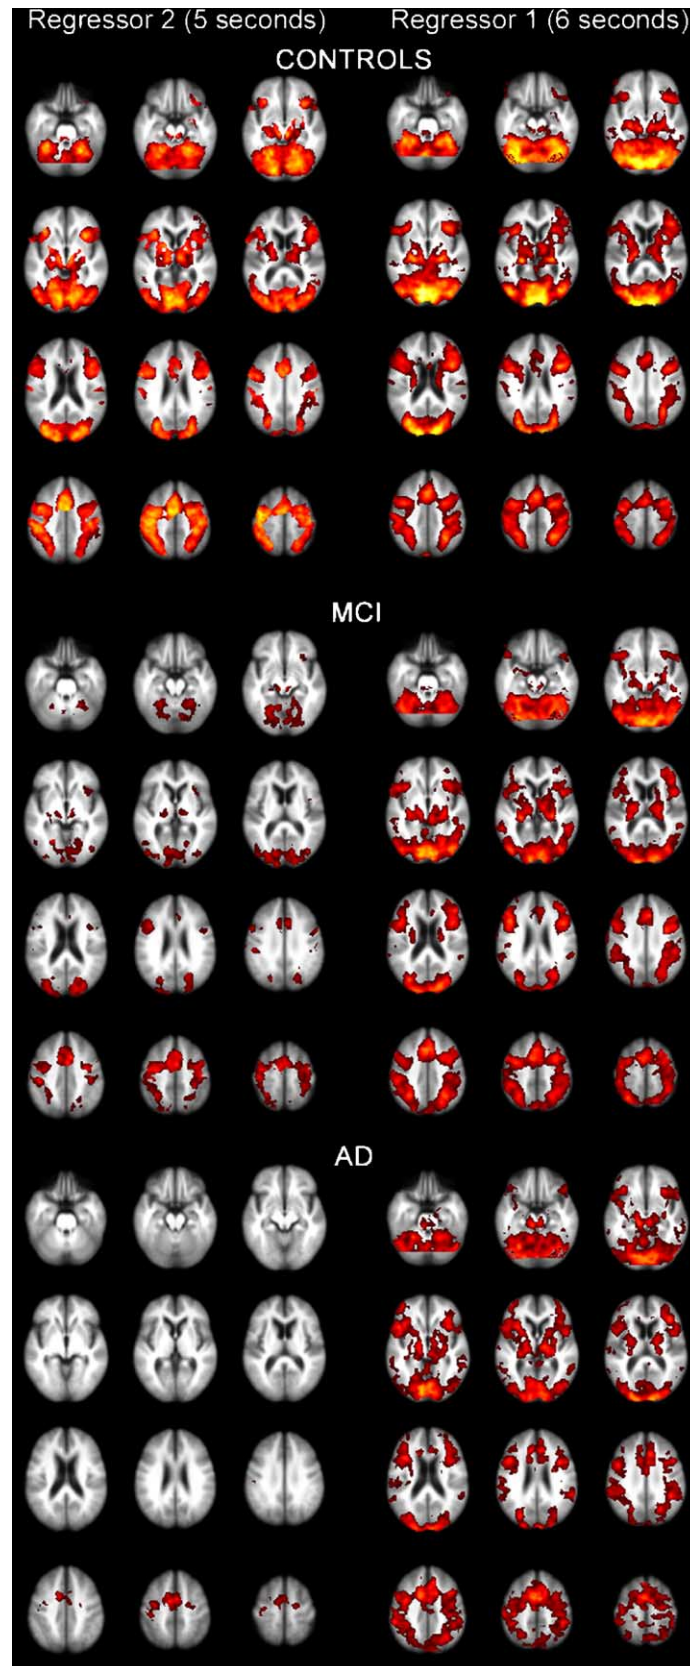 Regressor 2 (5 seconds)
Regressor 1 (6 seconds)
CONTROLS
MCI
AD